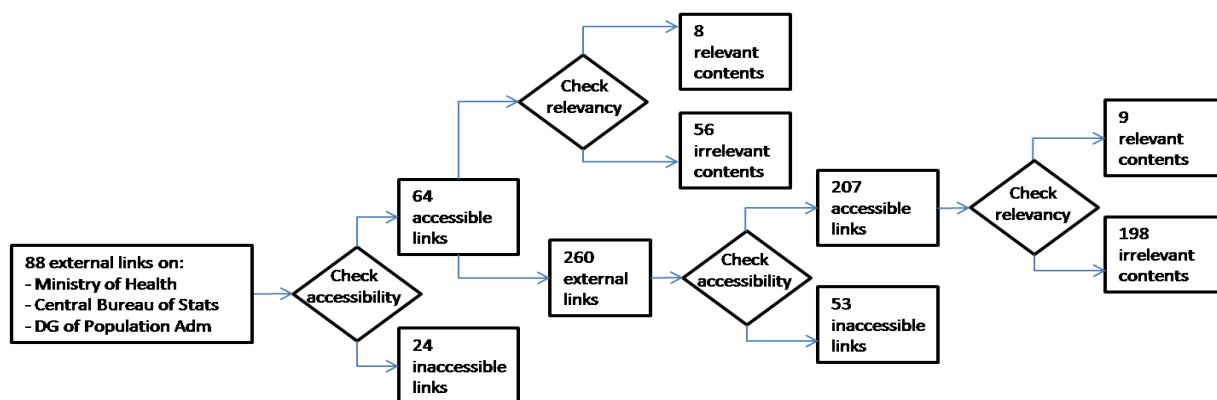 88 external links on:
- Ministry of Health
- Central Bureau of Stats
- DG of Population Adm
Check
accessibility
64
accessible
links
24
inaccessible
links
Check
relevancy
8
relevant
contents
56
irrelevant
contents
260
external
links
Check
accessibility
207
accessible
links
53
inaccessible
links
Check
relevancy
9
relevant
contents
198
irrelevant
contents